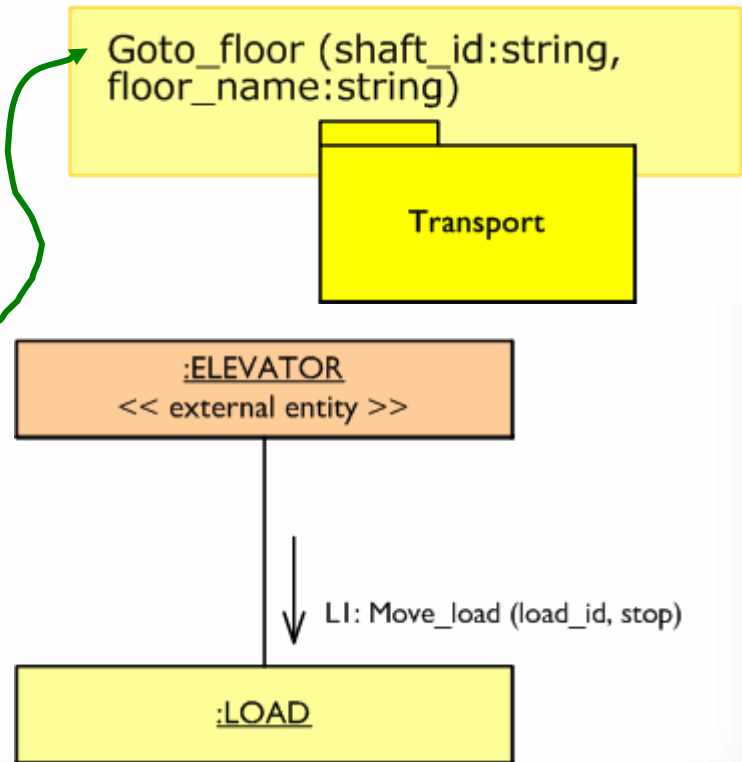 Goto_floor (shaft_id:string,
floor_name:string)
Transport
:ELEVATOR
<< external entity >>
L1: Move_load (load_id, stop)
:LOAD